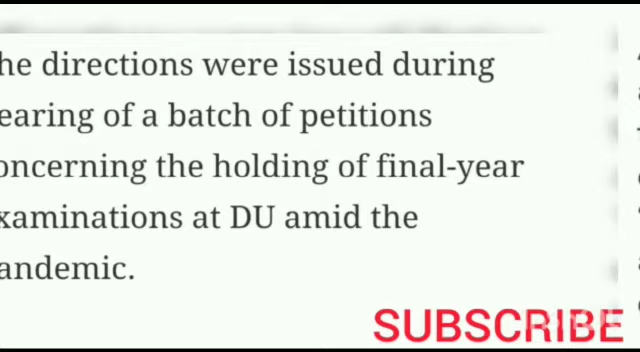 he directions were issued during
earing of a batch of petitions
oncerning the holding of final-year
xaminations at DU amid the
andemic.
SUBSCRIBE